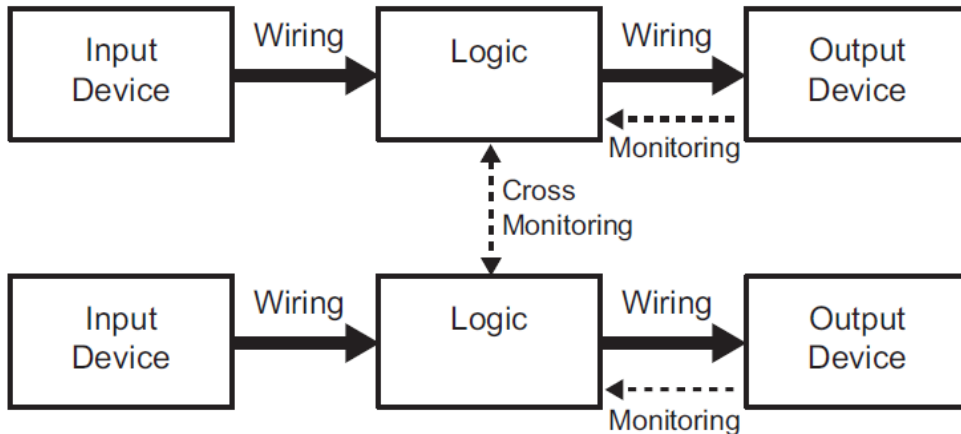 Input
Device
Wiring
Logic
Wiring
Output
Device
Monitoring
Cross
Monitoring
Input
Device
Wiring
Logic
Wiring
Output
Device
Monitoring